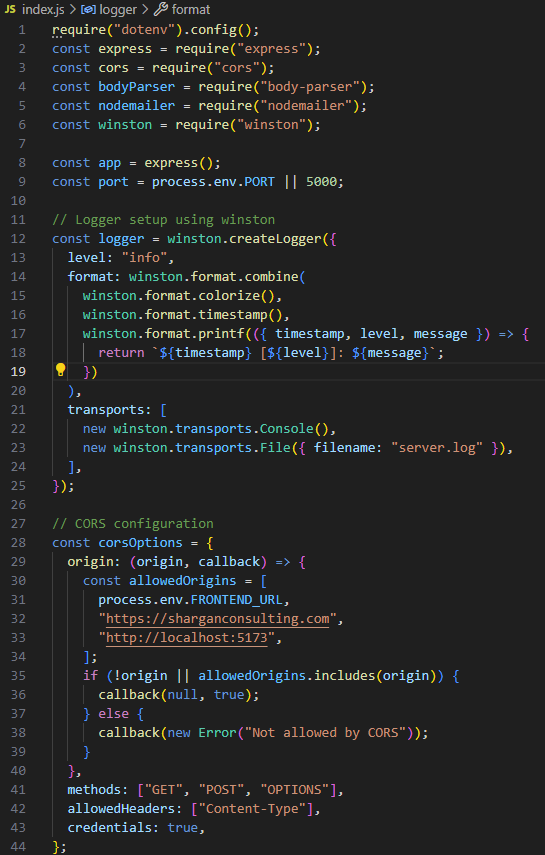 JS index.js > logger > format
1 require("dotenv").config();
2 const express = require("express");
3 const cors = require("cors");
4 const bodyParser = require("body-parser");
5 const nodemailer = require("nodemailer");
6 const winston = require("winston");
7
8 const app = express();
9 const port = process.env.PORT || 5000;
10
11 // Logger setup using winston
12 const logger = winston.createLogger({
13   level: "info",
14   format: winston.format.combine(
15     winston.format.colorize(),
16     winston.format.timestamp(),
17     winston.format.printf(({ timestamp, level, message }) => {
18       return `${timestamp} [${level}]: ${message}`;
19     })
20   ),
21   transports: [
22     new winston.transports.Console(),
23     new winston.transports.File({ filename: "server.log" }),
24   ],
25 });
26
27 // CORS configuration
28 const corsOptions = {
29   origin: (origin, callback) => {
30     const allowedOrigins = [
31       process.env.FRONTEND_URL,
32       "https://sharganconsulting.com",
33       "http://localhost:5173",
34     ];
35     if (!origin || allowedOrigins.includes(origin)) {
36       callback(null, true);
37     } else {
38       callback(new Error("Not allowed by CORS"));
39     }
40   },
41   methods: ["GET", "POST", "OPTIONS"],
42   allowedHeaders: ["Content-Type"],
43   credentials: true,
44 };